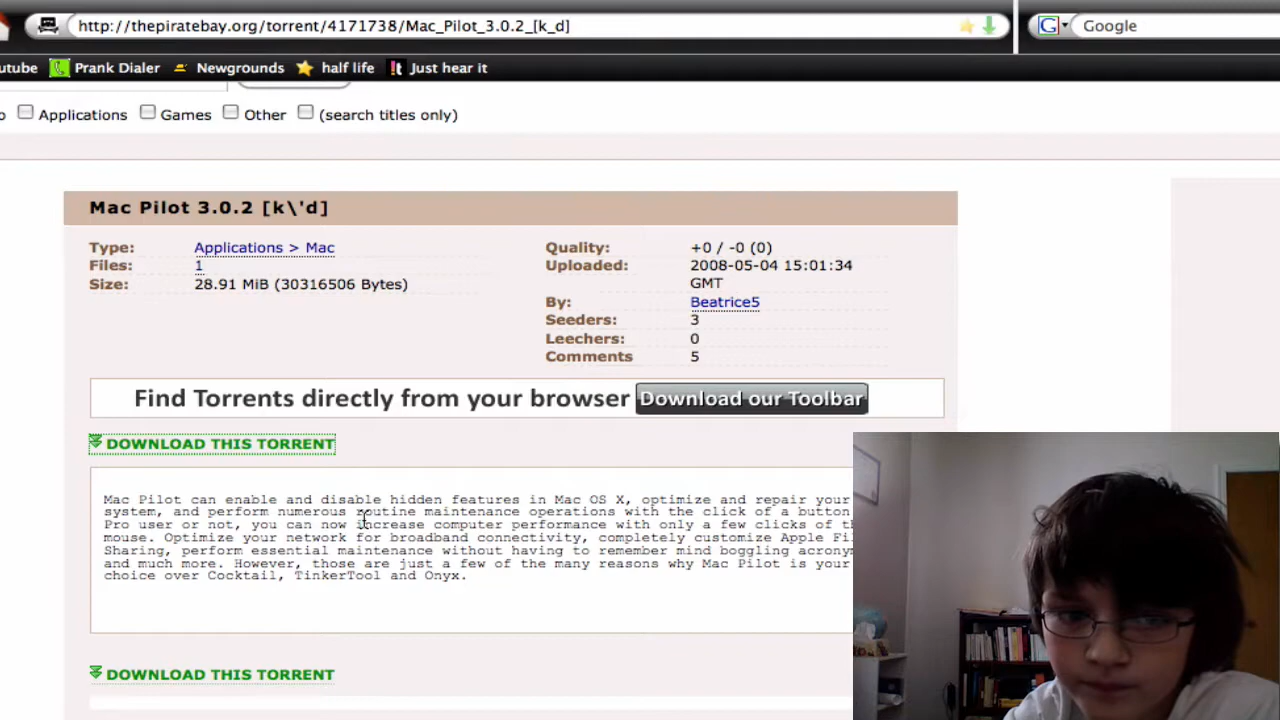 http://thepiratebay.org/torrent/4171738/Mac_Pilot_3.0.2_[k_d]
Google
utube Prank Dialer Newgrounds half life Just hear it
o Applications Games Other (search titles only)
Mac Pilot 3.0.2 [k\'d]
Type: Applications > Mac
Files: 1
Size: 28.91 MiB (30316506 Bytes)
Quality: +0 / -0 (0)
Uploaded: 2008-05-04 15:01:34
GMT
By: Beatrice5
Seeders: 3
Leechers: 0
Comments 5
Find Torrents directly from your browser Download our Toolbar
DOWNLOAD THIS TORRENT
Mac Pilot can enable and disable hidden features in Mac OS X, optimize and repair your
system, and perform numerous routine maintenance operations with the click of a button
Pro user or not, you can now increase computer performance with only a few clicks of th
mouse. Optimize your network for broadband connectivity, completely customize Apple Fi
Sharing, perform essential maintenance without having to remember mind boggling acronym
and much more. However, those are just a few of the many reasons why Mac Pilot is your
choice over Cocktail, TinkerTool and Onyx.
DOWNLOAD THIS TORRENT